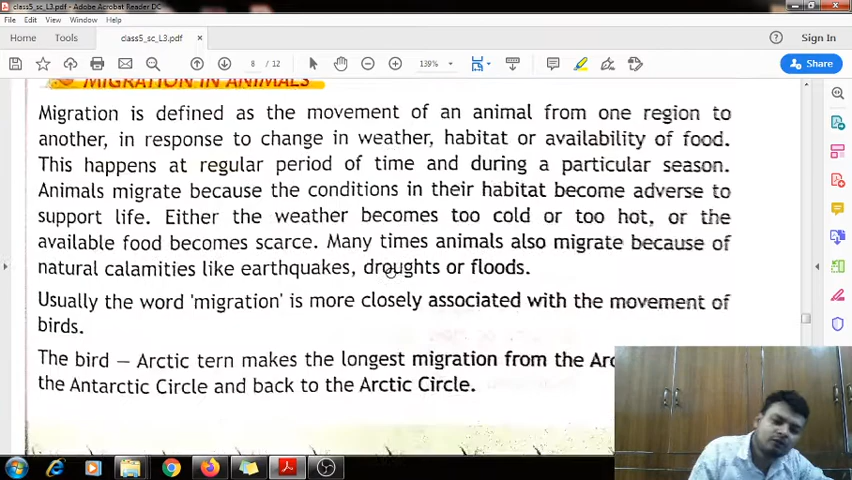 class5_sc_L3.pdf - Adobe Acrobat Reader DC
File Edit View Window Help
Home Tools class5_sc_L3.pdf × ? Sign In
8 / 12 139% Share
MIGRATION IN ANIMALS
Migration is defined as the movement of an animal from one region to
another, in response to change in weather, habitat or availability of food.
This happens at regular period of time and during a particular season.
Animals migrate because the conditions in their habitat become adverse to
support life. Either the weather becomes too cold or too hot, or the
available food becomes scarce. Many times animals also migrate because of
natural calamities like earthquakes, droughts or floods.
Usually the word 'migration' is more closely associated with the movement of
birds.
The bird – Arctic tern makes the longest migration from the
the Antarctic Circle and back to the Arctic Circle.